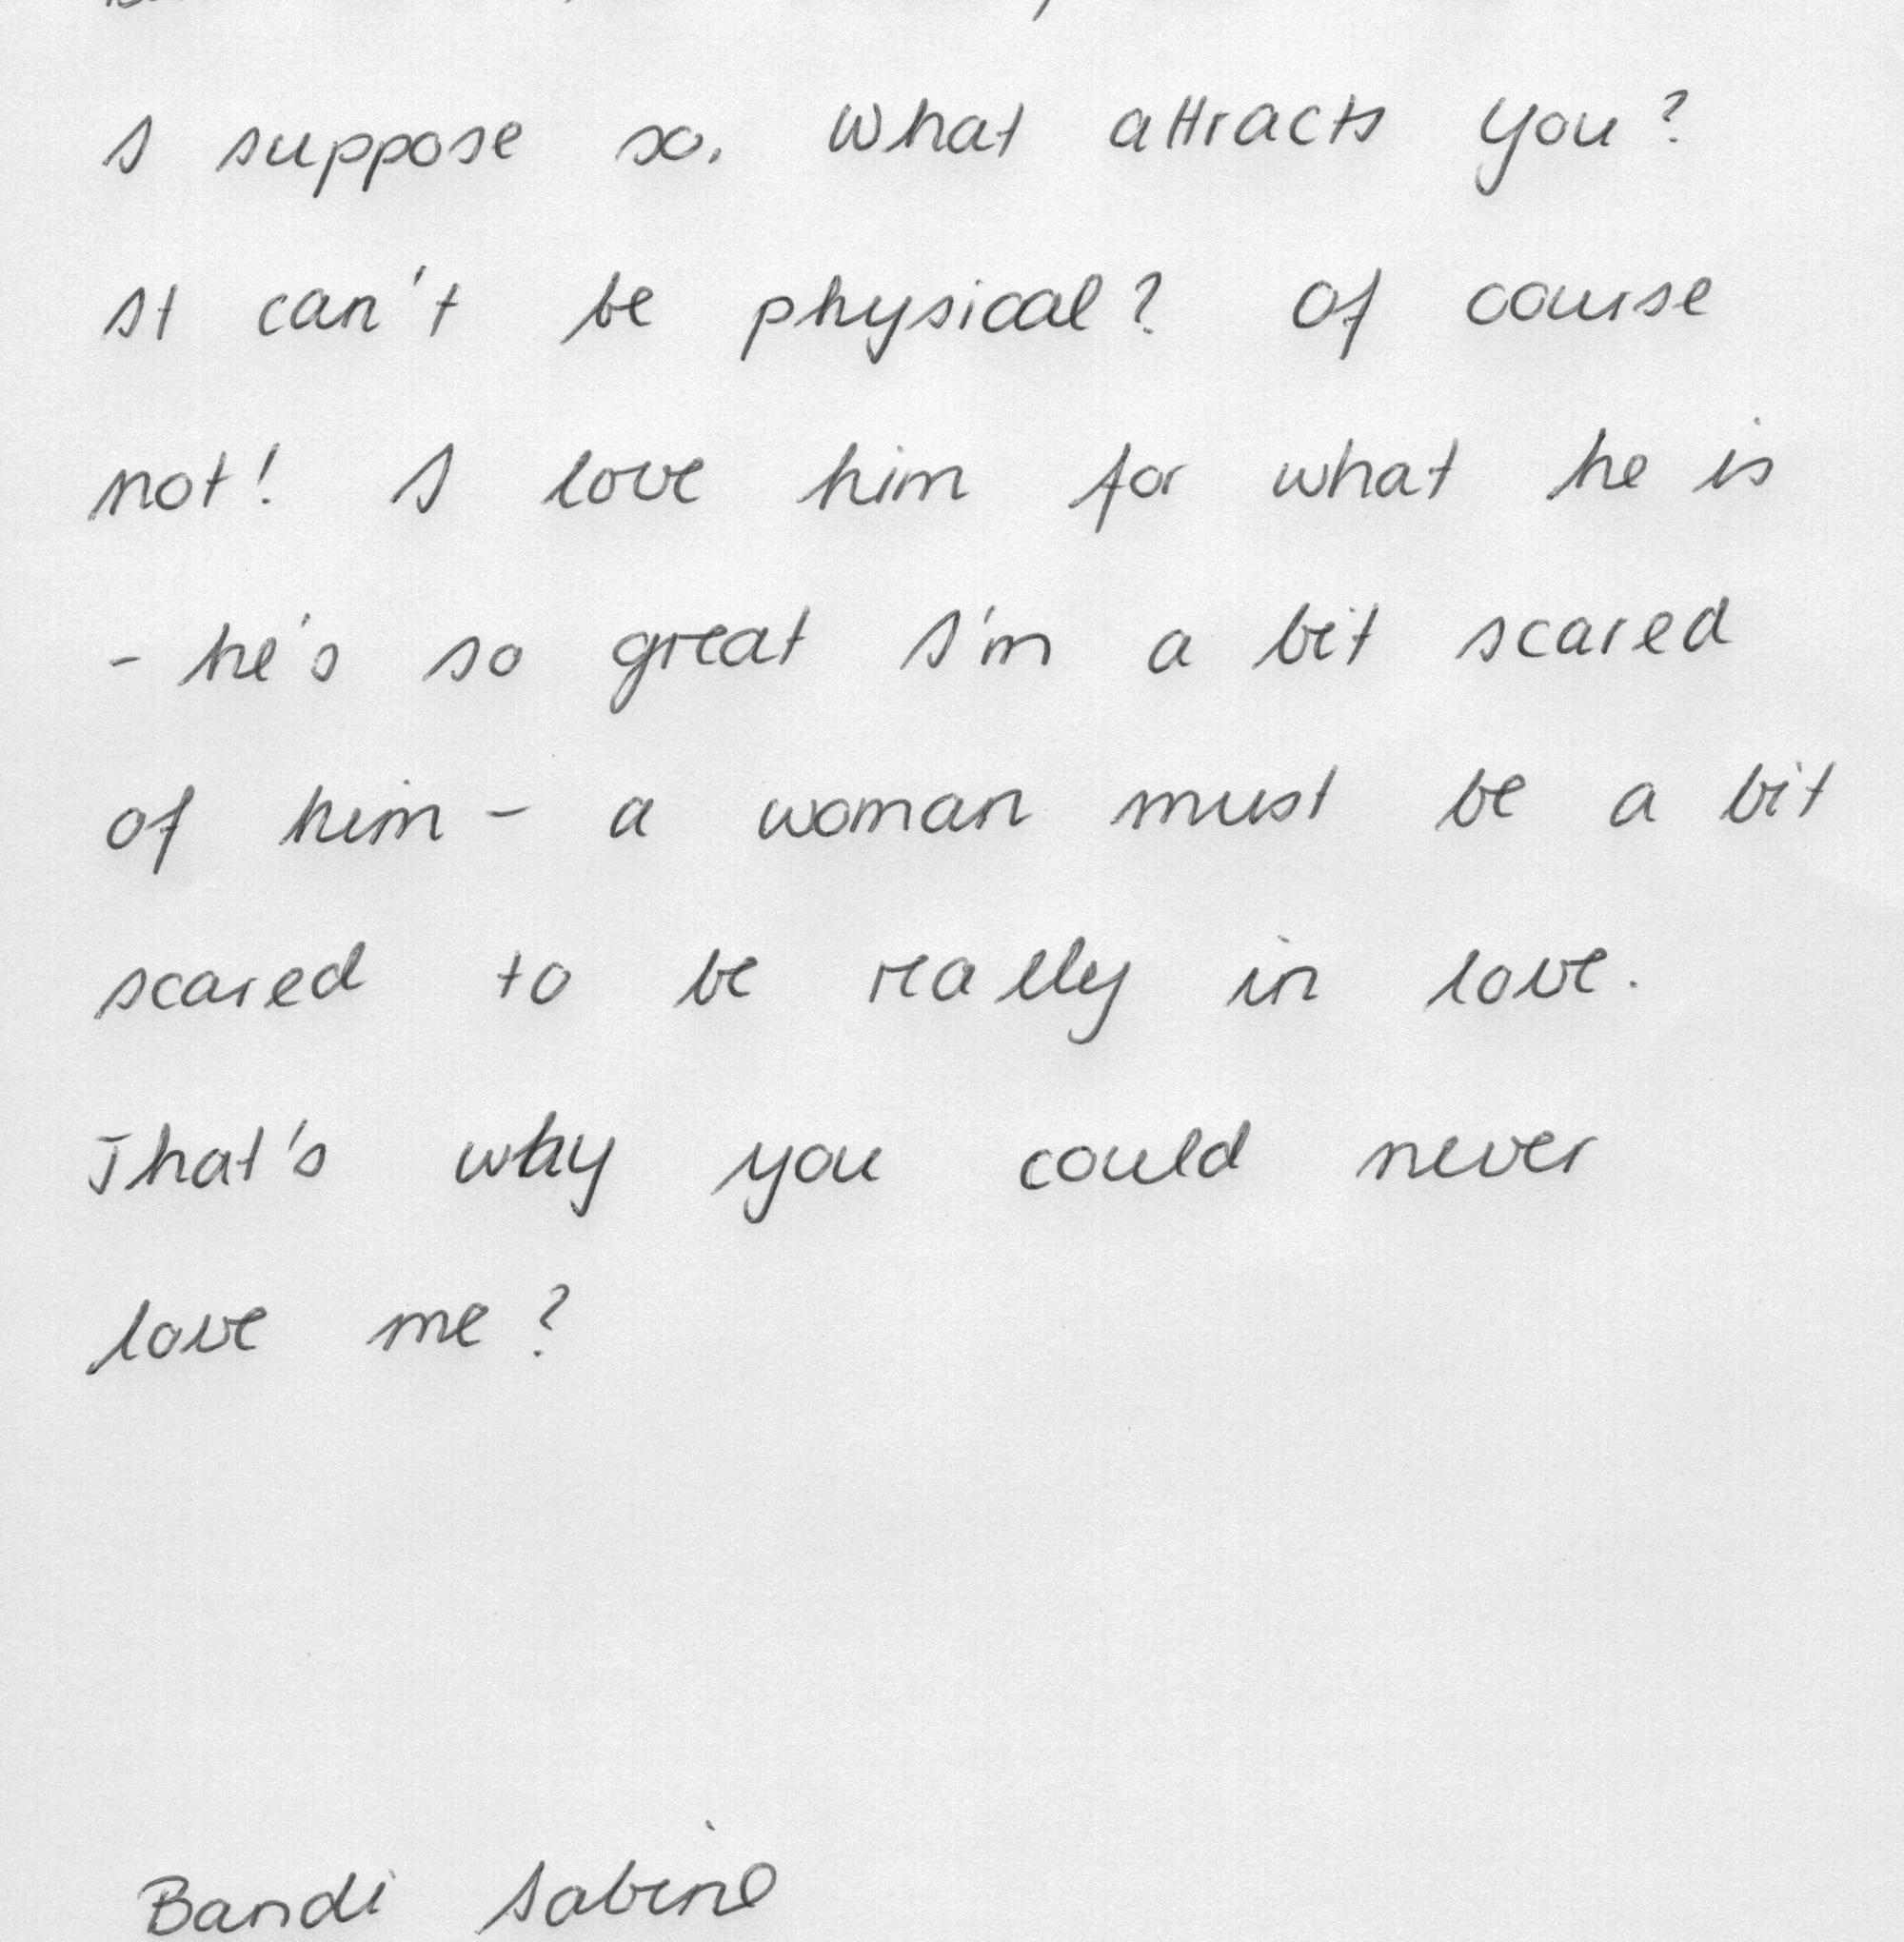 I suppose so. What attracts you?
It can't be physical? Of course
not! I love him for what he is
- he's so great I'm a bit scared
of him - a woman must be a bit
scared to be really in love.
That's why you could never
love me?
Bandi Sabine